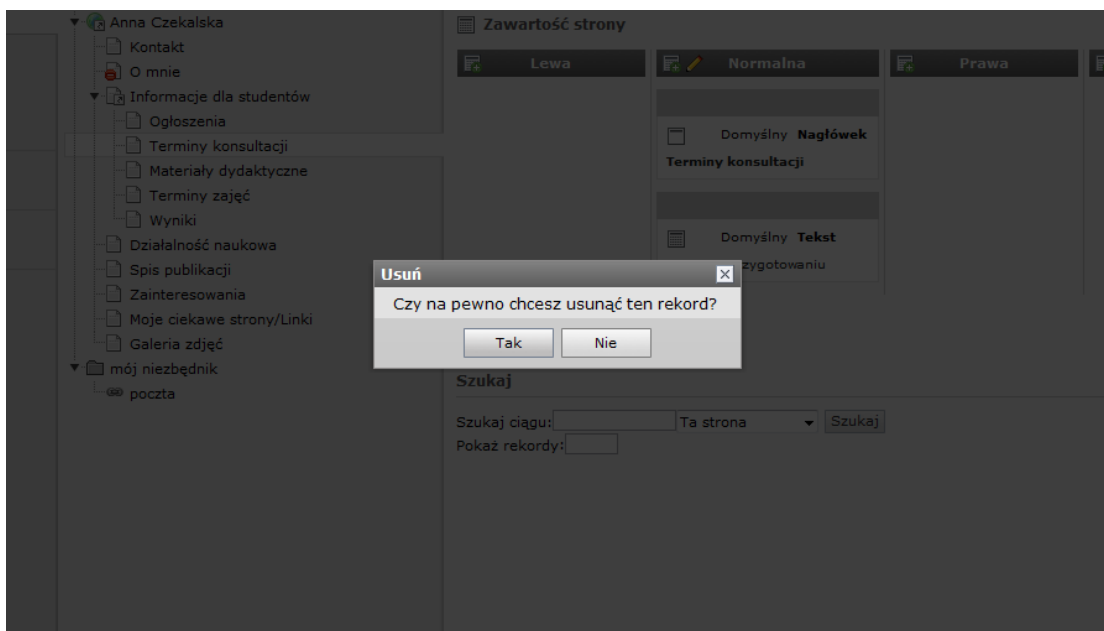 Anna Czekalska
Kontakt
O mnie
Informacje dla studentów
Ogłoszenia
Terminy konsultacji
Materiały dydaktyczne
Terminy zajęć
Wyniki
Działalność naukowa
Spis publikacji
Zainteresowania
Moje ciekawe strony/Linki
Galeria zdjęć
mój niezbędnik
poczta
Zawartość strony
Lewa
Normalna
Prawa
Domyślny Nagłówek
Terminy konsultacji
Domyślny Tekst
zygotowaniu
Usuń
Czy na pewno chcesz usunąć ten rekord?
Tak Nie
Szukaj
Szukaj ciągu: Ta strona Szukaj
Pokaż rekordy: